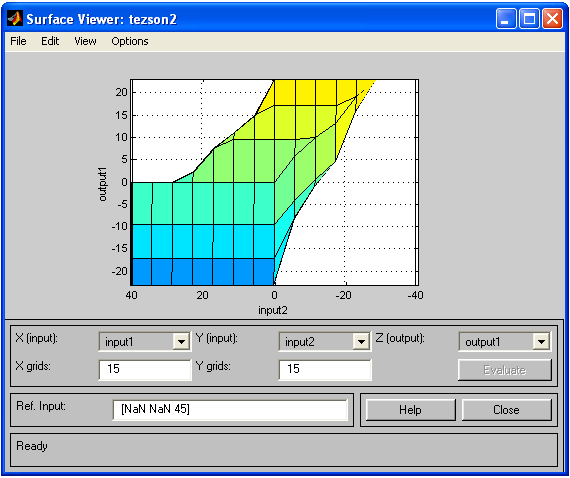 Surface Viewer: tezson2
File Edit View Options
20
15
10
5
0
-5
-10
-15
-20
output1
40 20 0 -20 -40
input2
X (input): input1 Y (input): input2 Z (output): output1
X grids: 15 Y grids: 15 Evaluate
Ref. Input: [NaN NaN 45] Help Close
Ready